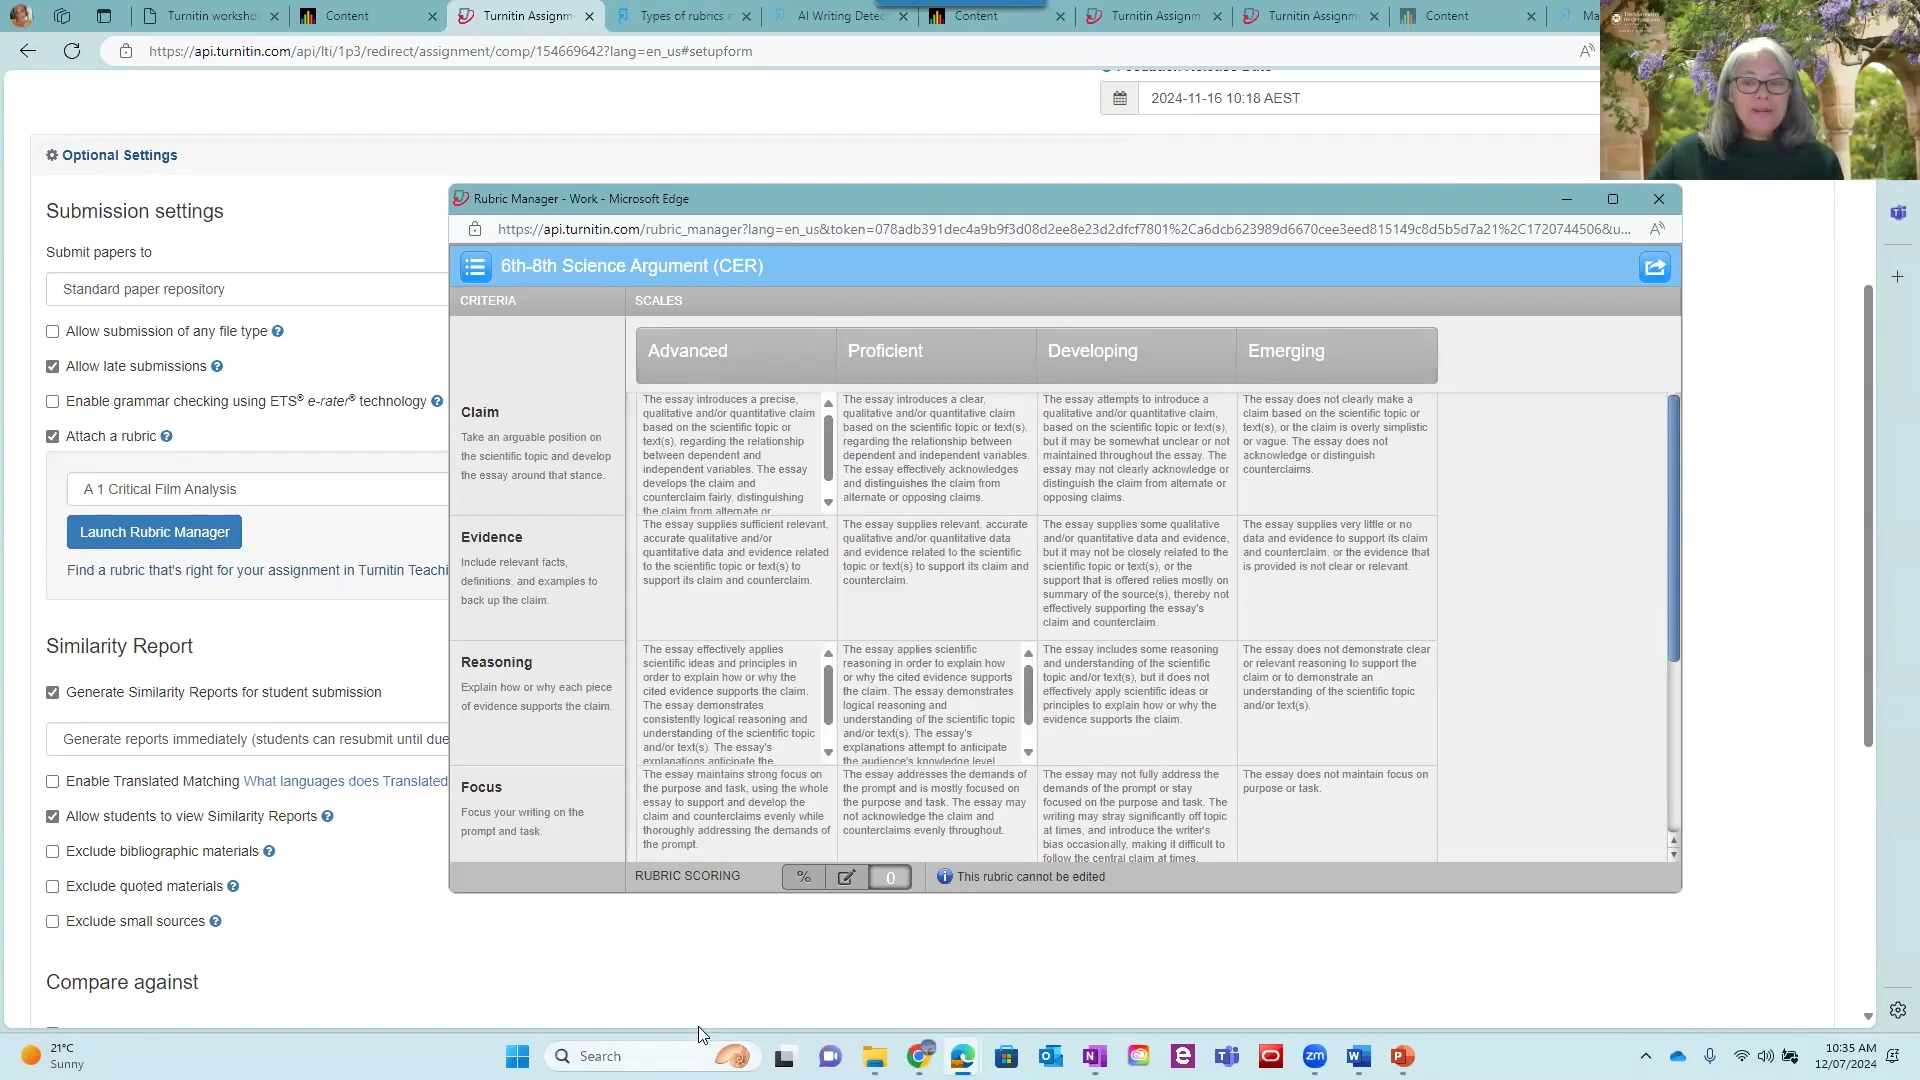 Turnitin worksho
Content
Turnitin Assignm
Types of rubrics a
AI Writing Detec
Content
Turnitin Assignm
Turnitin Assignm
Content
Ma
https://api.turnitin.com/api/lti/1p3/redirect/assignment/comp/154669642?lang=en_us#setupform
2024-11-16 10:18 AEST
Optional Settings
Submission settings
Submit papers to
Standard paper repository
Allow submission of any file type
Allow late submissions
Enable grammar checking using ETS® e-rater® technology
Attach a rubric
A 1 Critical Film Analysis
Launch Rubric Manager
Find a rubric that's right for your assignment in Turnitin Teachi
Similarity Report
Generate Similarity Reports for student submission
Generate reports immediately (students can resubmit until due
Enable Translated Matching What languages does Translated
Allow students to view Similarity Reports
Exclude bibliographic materials
Exclude quoted materials
Exclude small sources
Compare against
Rubric Manager - Work - Microsoft Edge
https://api.turnitin.com/rubric_manager?lang=en_us&token=078adb391dec4a9b9f3d08d2ee8e23d2dfcf7801%2Ca6dcb623989d6670cee3eed815149c8d5b5d7a21%2C1720744506&u...
6th-8th Science Argument (CER)
CRITERIA
SCALES
Advanced
Proficient
Developing
Emerging
Claim
Take an arguable position on
the scientific topic and develop
the essay around that stance.
The essay introduces a precise,
qualitative and/or quantitative claim
based on the scientific topic or
text(s), regarding the relationship
between dependent and
independent variables. The essay
develops the claim and
counterclaim fairly, distinguishing
the claim from alternate or
The essay introduces a clear,
qualitative and/or quantitative claim
based on the scientific topic or text(s),
regarding the relationship between
dependent and independent variables.
The essay effectively acknowledges
and distinguishes the claim from
alternate or opposing claims.
The essay attempts to introduce a
qualitative and/or quantitative claim,
based on the scientific topic or text(s),
but it may be somewhat unclear or not
maintained throughout the essay. The
essay may not clearly acknowledge or
distinguish the claim from alternate or
opposing claims.
The essay does not clearly make a
claim based on the scientific topic or
text(s), or the claim is overly simplistic
or vague. The essay does not
acknowledge or distinguish
counterclaims.
Evidence
Include relevant facts,
definitions, and examples to
back up the claim.
The essay supplies sufficient relevant,
accurate qualitative and/or
quantitative data and evidence related
to the scientific topic or text(s) to
support its claim and counterclaim.
The essay supplies relevant, accurate
qualitative and/or quantitative data
and evidence related to the scientific
topic or text(s) to support its claim and
counterclaim.
The essay supplies some qualitative
and/or quantitative data and evidence,
but it may not be closely related to the
scientific topic or text(s), or the
support that is offered relies mostly on
summary of the source(s), thereby not
effectively supporting the essay's
claim and counterclaim.
The essay supplies very little or no
data and evidence to support its claim
and counterclaim, or the evidence that
is provided is not clear or relevant.
Reasoning
Explain how or why each piece
of evidence supports the claim.
The essay effectively applies
scientific ideas and principles in
order to explain how or why the
cited evidence supports the claim.
The essay demonstrates
consistently logical reasoning and
understanding of the scientific topic
and/or text(s). The essay's
explanations anticipate the
The essay applies scientific
reasoning in order to explain how
or why the cited evidence supports
the claim. The essay demonstrates
logical reasoning and
understanding of the scientific topic
and/or text(s). The essay's
explanations attempt to anticipate
the audience's knowledge level
The essay includes some reasoning
and understanding of the scientific
topic and/or text(s), but it does not
effectively apply scientific ideas or
principles to explain how or why the
evidence supports the claim.
The essay does not demonstrate clear
or relevant reasoning to support the
claim or to demonstrate an
understanding of the scientific topic
and/or text(s).
Focus
Focus your writing on the
prompt and task.
The essay maintains strong focus on
the purpose and task, using the whole
essay to support and develop the
claim and counterclaims evenly while
thoroughly addressing the demands of
the prompt.
The essay addresses the demands of
the prompt and is mostly focused on
the purpose and task. The essay may
not acknowledge the claim and
counterclaims evenly throughout.
The essay may not fully address the
demands of the prompt or stay
focused on the purpose and task. The
writing may stray significantly off topic
at times, and introduce the writer's
bias occasionally, making it difficult to
follow the central claim at times.
The essay does not maintain focus on
purpose or task.
RUBRIC SCORING
%
0
This rubric cannot be edited
21°C
Sunny
Search
10:35 AM
12/07/2024